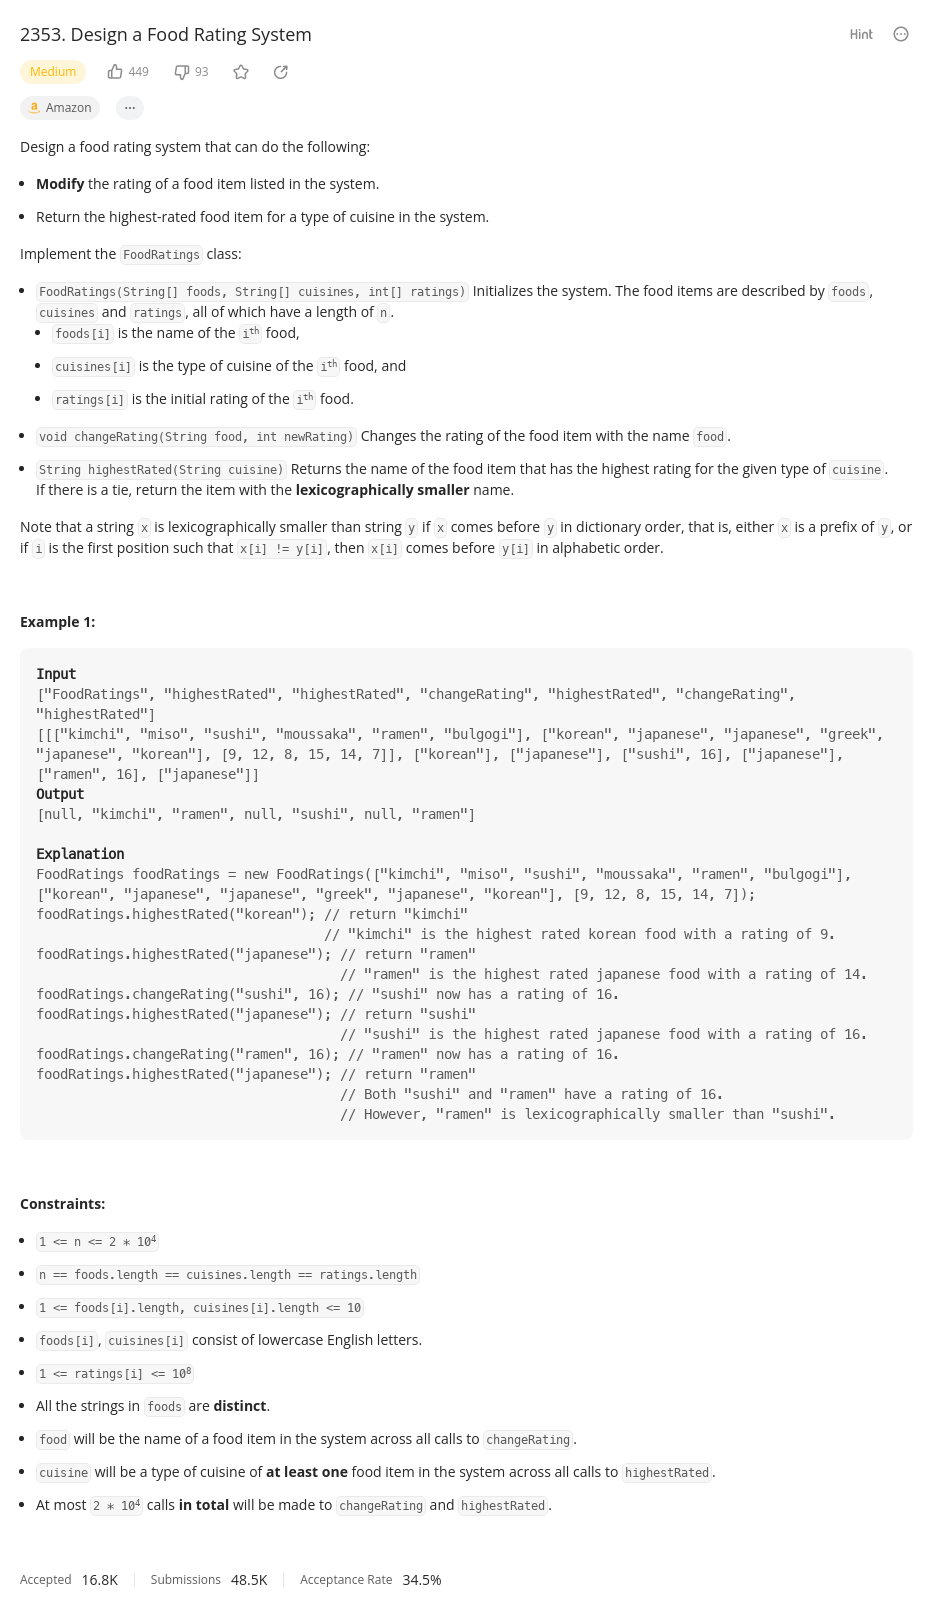 2353. Design a Food Rating System
Hint
Medium 449 93
Amazon ...
Design a food rating system that can do the following:
• Modify the rating of a food item listed in the system.
• Return the highest-rated food item for a type of cuisine in the system.
Implement the FoodRatings class:
• FoodRatings(String[] foods, String[] cuisines, int[] ratings) Initializes the system. The food items are described by foods,
cuisines and ratings, all of which have a length of n.
• foods[i] is the name of the ith food,
• cuisines[i] is the type of cuisine of the ith food, and
• ratings[i] is the initial rating of the ith food.
• void changeRating(String food, int newRating) Changes the rating of the food item with the name food.
• String highestRated(String cuisine) Returns the name of the food item that has the highest rating for the given type of cuisine.
If there is a tie, return the item with the lexicographically smaller name.
Note that a string x is lexicographically smaller than string y if x comes before y in dictionary order, that is, either x is a prefix of y, or
if i is the first position such that x[i] != y[i], then x[i] comes before y[i] in alphabetic order.
Example 1:
Input
["FoodRatings", "highestRated", "highestRated", "changeRating", "highestRated", "changeRating",
"highestRated"]
[[["kimchi", "miso", "sushi", "moussaka", "ramen", "bulgogi"], ["korean", "japanese", "japanese", "greek",
"japanese", "korean"], [9, 12, 8, 15, 14, 7]], ["korean"], ["japanese"], ["sushi", 16], ["japanese"],
["ramen", 16], ["japanese"]]
Output
[null, "kimchi", "ramen", null, "sushi", null, "ramen"]
Explanation
FoodRatings foodRatings = new FoodRatings(["kimchi", "miso", "sushi", "moussaka", "ramen", "bulgogi"],
["korean", "japanese", "japanese", "greek", "japanese", "korean"], [9, 12, 8, 15, 14, 7]);
foodRatings.highestRated("korean"); // return "kimchi"
// "kimchi" is the highest rated korean food with a rating of 9.
foodRatings.highestRated("japanese"); // return "ramen"
// "ramen" is the highest rated japanese food with a rating of 14.
foodRatings.changeRating("sushi", 16); // "sushi" now has a rating of 16.
foodRatings.highestRated("japanese"); // return "sushi"
// "sushi" is the highest rated japanese food with a rating of 16.
foodRatings.changeRating("ramen", 16); // "ramen" now has a rating of 16.
foodRatings.highestRated("japanese"); // return "ramen"
// Both "sushi" and "ramen" have a rating of 16.
// However, "ramen" is lexicographically smaller than "sushi".
Constraints:
• 1 <= n <= 2 * 10⁴
• n == foods.length == cuisines.length == ratings.length
• 1 <= foods[i].length, cuisines[i].length <= 10
• foods[i], cuisines[i] consist of lowercase English letters.
• 1 <= ratings[i] <= 10⁸
• All the strings in foods are distinct.
• food will be the name of a food item in the system across all calls to changeRating.
• cuisine will be a type of cuisine of at least one food item in the system across all calls to highestRated.
• At most 2 * 10⁴ calls in total will be made to changeRating and highestRated.
Accepted 16.8K Submissions 48.5K Acceptance Rate 34.5%